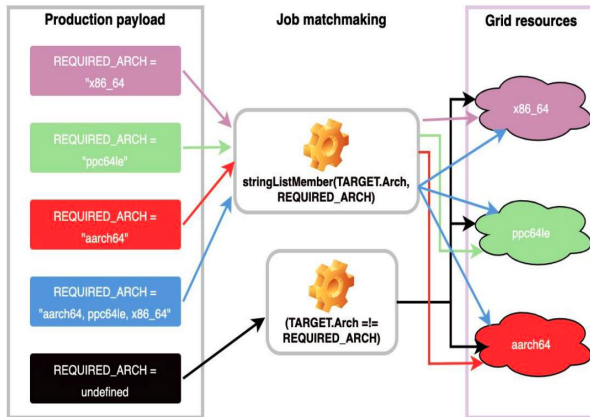 Production payload
Job matchmaking
Grid resources
REQUIRED_ARCH =
"x86_64
REQUIRED_ARCH =
"ppc64le"
REQUIRED_ARCH =
"aarch64"
REQUIRED_ARCH =
"aarch64, ppc64le, x86_64"
REQUIRED_ARCH =
undefined
stringListMember(TARGET.Arch,
REQUIRED_ARCH)
(TARGET.Arch =!=
REQUIRED_ARCH)
x86_64
ppc64le
aarch64